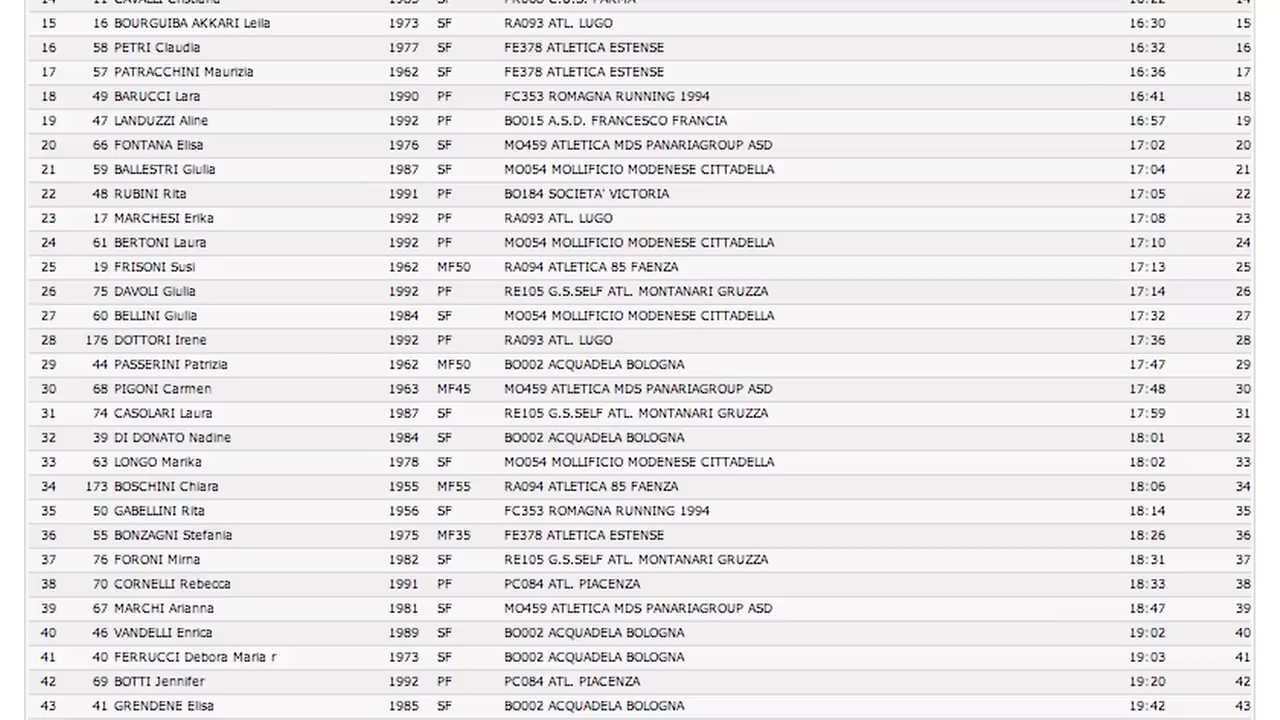 15 16 BOURGUIBA AKKARI Leila 1973 SF RA093 ATL. LUGO 16:30 15
16 58 PETRI Claudia 1977 SF FE378 ATLETICA ESTENSE 16:32 16
17 57 PATRACCHINI Maurizia 1962 SF FE378 ATLETICA ESTENSE 16:36 17
18 49 BARUCCI Lara 1990 PF FC353 ROMAGNA RUNNING 1994 16:41 18
19 47 LANDUZZI Aline 1992 PF BO015 A.S.D. FRANCESCO FRANCIA 16:57 19
20 66 FONTANA Elisa 1976 SF MO459 ATLETICA MDS PANARIAGROUP ASD 17:02 20
21 59 BALLESTRI Giulia 1987 SF MO054 MOLLIFICIO MODENESE CITTADELLA 17:04 21
22 48 RUBINI Rita 1991 PF BO184 SOCIETA' VICTORIA 17:05 22
23 17 MARCHESI Erika 1992 PF RA093 ATL. LUGO 17:08 23
24 61 BERTONI Laura 1992 PF MO054 MOLLIFICIO MODENESE CITTADELLA 17:10 24
25 19 FRISONI Susi 1962 MF50 RA094 ATLETICA 85 FAENZA 17:13 25
26 75 DAVOLI Giulia 1992 PF RE105 G.S.SELF ATL. MONTANARI GRUZZA 17:14 26
27 60 BELLINI Giulia 1984 SF MO054 MOLLIFICIO MODENESE CITTADELLA 17:32 27
28 176 DOTTORI Irene 1992 PF RA093 ATL. LUGO 17:36 28
29 44 PASSERINI Patrizia 1962 MF50 BO002 ACQUADELA BOLOGNA 17:47 29
30 68 PIGONI Carmen 1963 MF45 MO459 ATLETICA MDS PANARIAGROUP ASD 17:48 30
31 74 CASOLARI Laura 1987 SF RE105 G.S.SELF ATL. MONTANARI GRUZZA 17:59 31
32 39 DI DONATO Nadine 1984 SF BO002 ACQUADELA BOLOGNA 18:01 32
33 63 LONGO Marika 1978 SF MO054 MOLLIFICIO MODENESE CITTADELLA 18:02 33
34 173 BOSCHINI Chiara 1955 MF55 RA094 ATLETICA 85 FAENZA 18:06 34
35 50 GABELLINI Rita 1956 SF FC353 ROMAGNA RUNNING 1994 18:14 35
36 55 BONZAGNI Stefania 1975 MF35 FE378 ATLETICA ESTENSE 18:26 36
37 76 FORONI Mirna 1982 SF RE105 G.S.SELF ATL. MONTANARI GRUZZA 18:31 37
38 70 CORNELLI Rebecca 1991 PF PC084 ATL. PIACENZA 18:33 38
39 67 MARCHI Arianna 1981 SF MO459 ATLETICA MDS PANARIAGROUP ASD 18:47 39
40 46 VANDELLI Enrica 1989 SF BO002 ACQUADELA BOLOGNA 19:02 40
41 40 FERRUCCI Debora Maria r 1973 SF BO002 ACQUADELA BOLOGNA 19:03 41
42 69 BOTTI Jennifer 1992 PF PC084 ATL. PIACENZA 19:20 42
43 41 GRENDENE Elisa 1985 SF BO002 ACQUADELA BOLOGNA 19:42 43